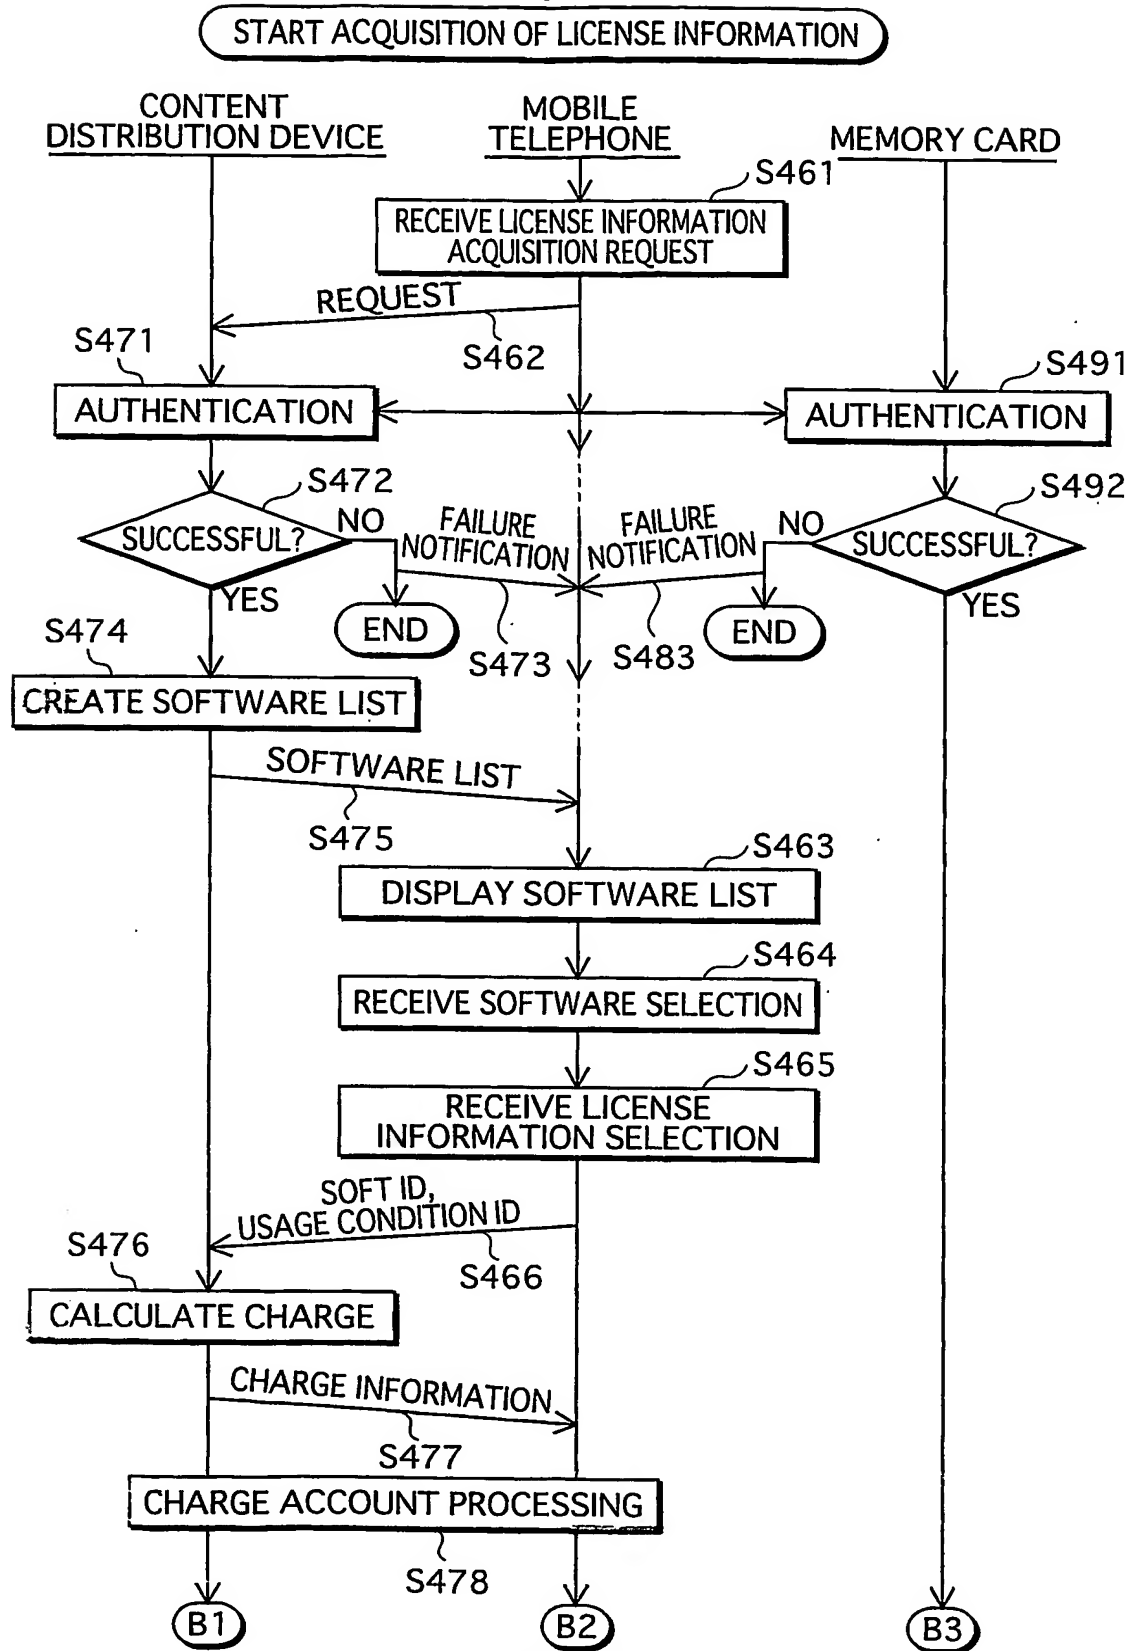 START ACQUISITION OF LICENSE INFORMATION
CONTENT
DISTRIBUTION DEVICE
MOBILE
TELEPHONE
MEMORY CARD
S461
RECEIVE LICENSE INFORMATION
ACQUISITION REQUEST
REQUEST
S462
S471
S491
AUTHENTICATION
AUTHENTICATION
S472
S492
SUCCESSFUL?
NO
FAILURE
NOTIFICATION
FAILURE
NOTIFICATION
NO
SUCCESSFUL?
YES
YES
END
S473
S483
END
S474
CREATE SOFTWARE LIST
SOFTWARE LIST
S475
S463
DISPLAY SOFTWARE LIST
S464
RECEIVE SOFTWARE SELECTION
S465
RECEIVE LICENSE
INFORMATION SELECTION
SOFT ID,
USAGE CONDITION ID
S466
S476
CALCULATE CHARGE
CHARGE INFORMATION
S477
CHARGE ACCOUNT PROCESSING
S478
B1
B2
B3